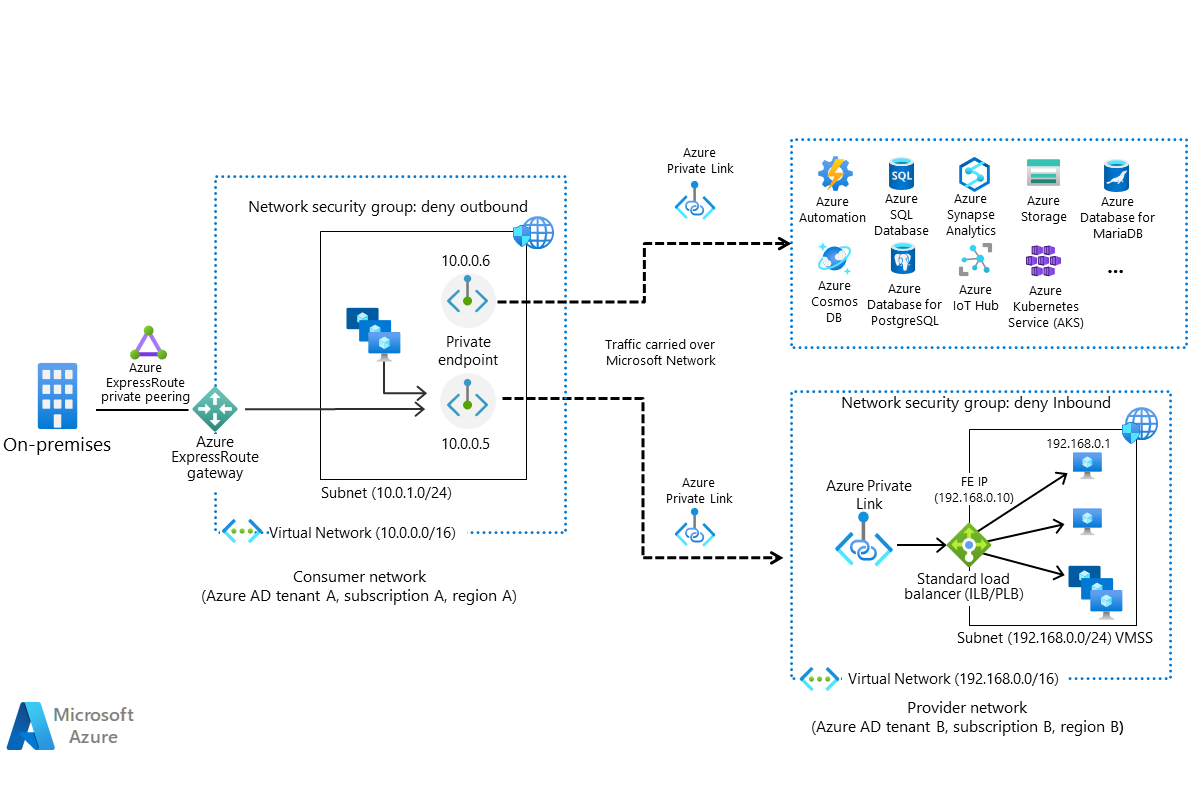 Azure
Private Link
Network security group: deny outbound
10.0.0.6
Private
endpoint
10.0.0.5
Subnet (10.0.1.0/24)
Virtual Network (10.0.0.0/16)
Consumer network
(Azure AD tenant A, subscription A, region A)
On-premises
Azure
ExpressRoute
private peering
Azure
ExpressRoute
gateway
Traffic carried over
Microsoft Network
Azure
Private Link
Azure
Automation
SQL
Azure
SQL
Database
Azure
Synapse
Analytics
Azure
Storage
Azure
Database for
MariaDB
Azure
Cosmos
DB
Azure
Database for
PostgreSQL
Azure
IoT Hub
Azure
Kubernetes
Service (AKS)
...
Network security group: deny Inbound
192.168.0.1
FE IP
(192.168.0.10)
Azure Private
Link
Standard load
balancer (ILB/PLB)
Subnet (192.168.0.0/24) VMSS
Virtual Network (192.168.0.0/16)
Provider network
(Azure AD tenant B, subscription B, region B)
Microsoft
Azure